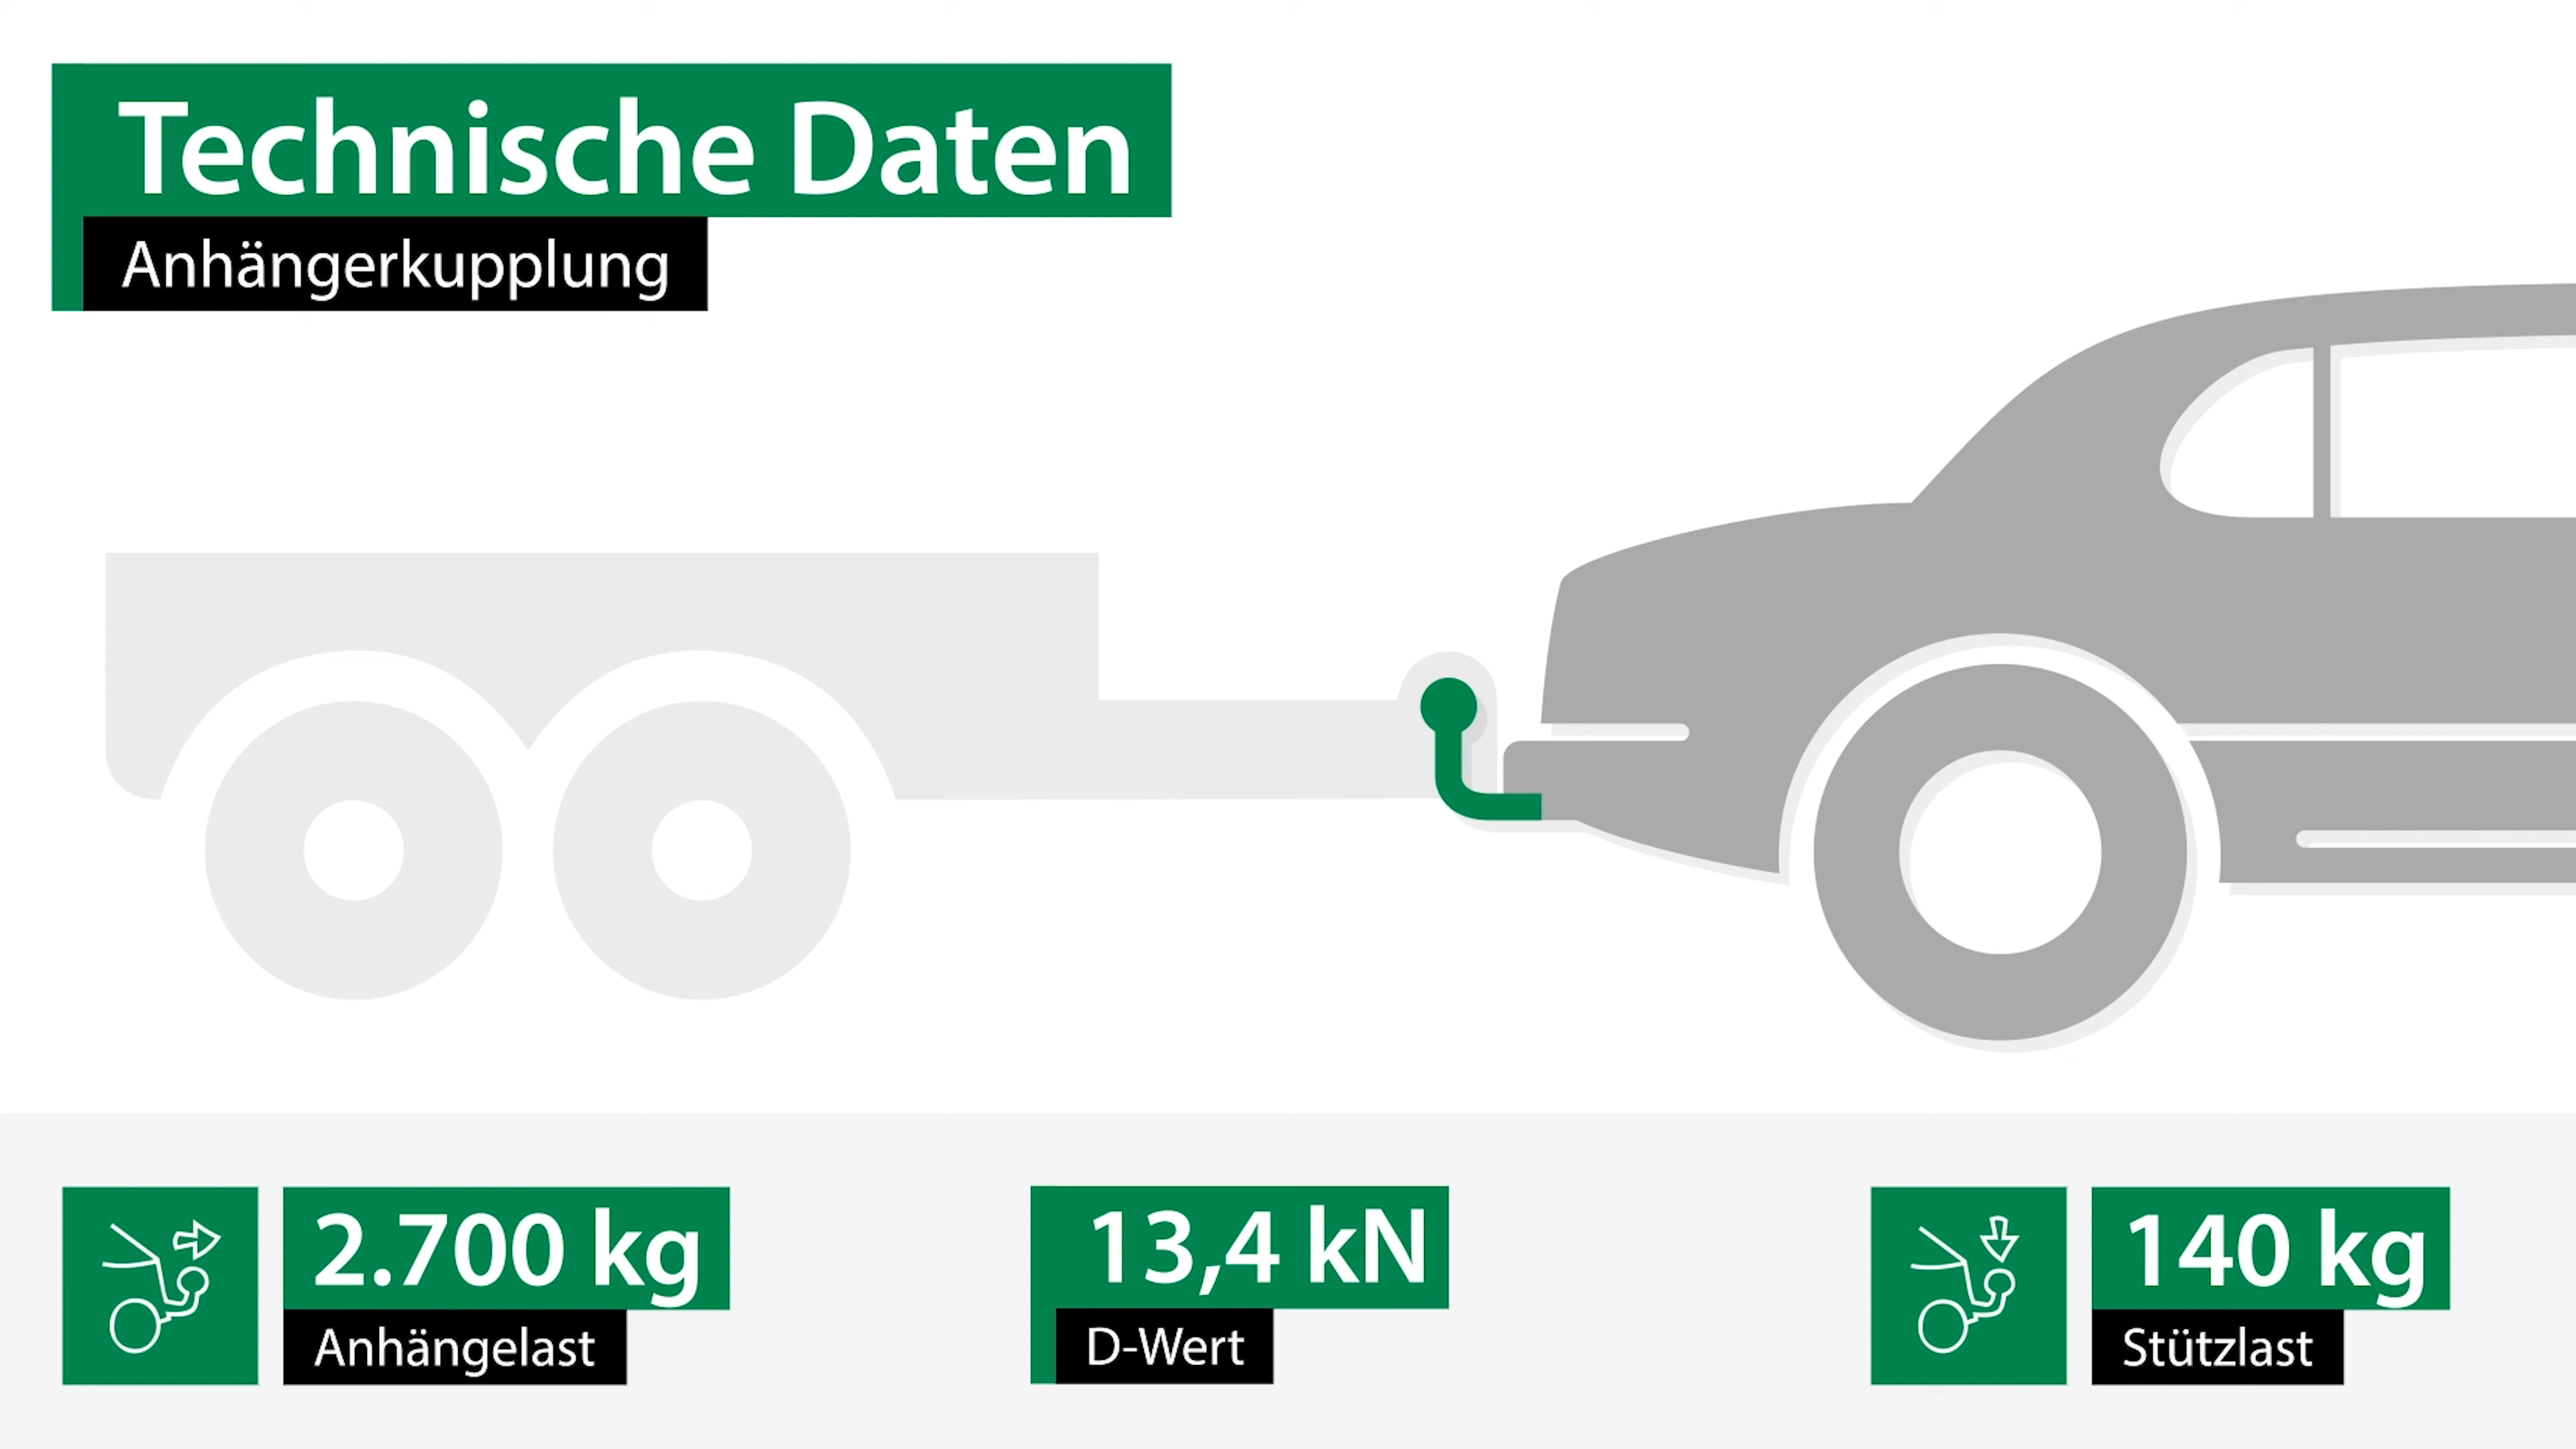 Technische Daten
Anhängerkupplung
2.700 kg
Anhängelast
13,4 kN
D-Wert
140 kg
Stützlast